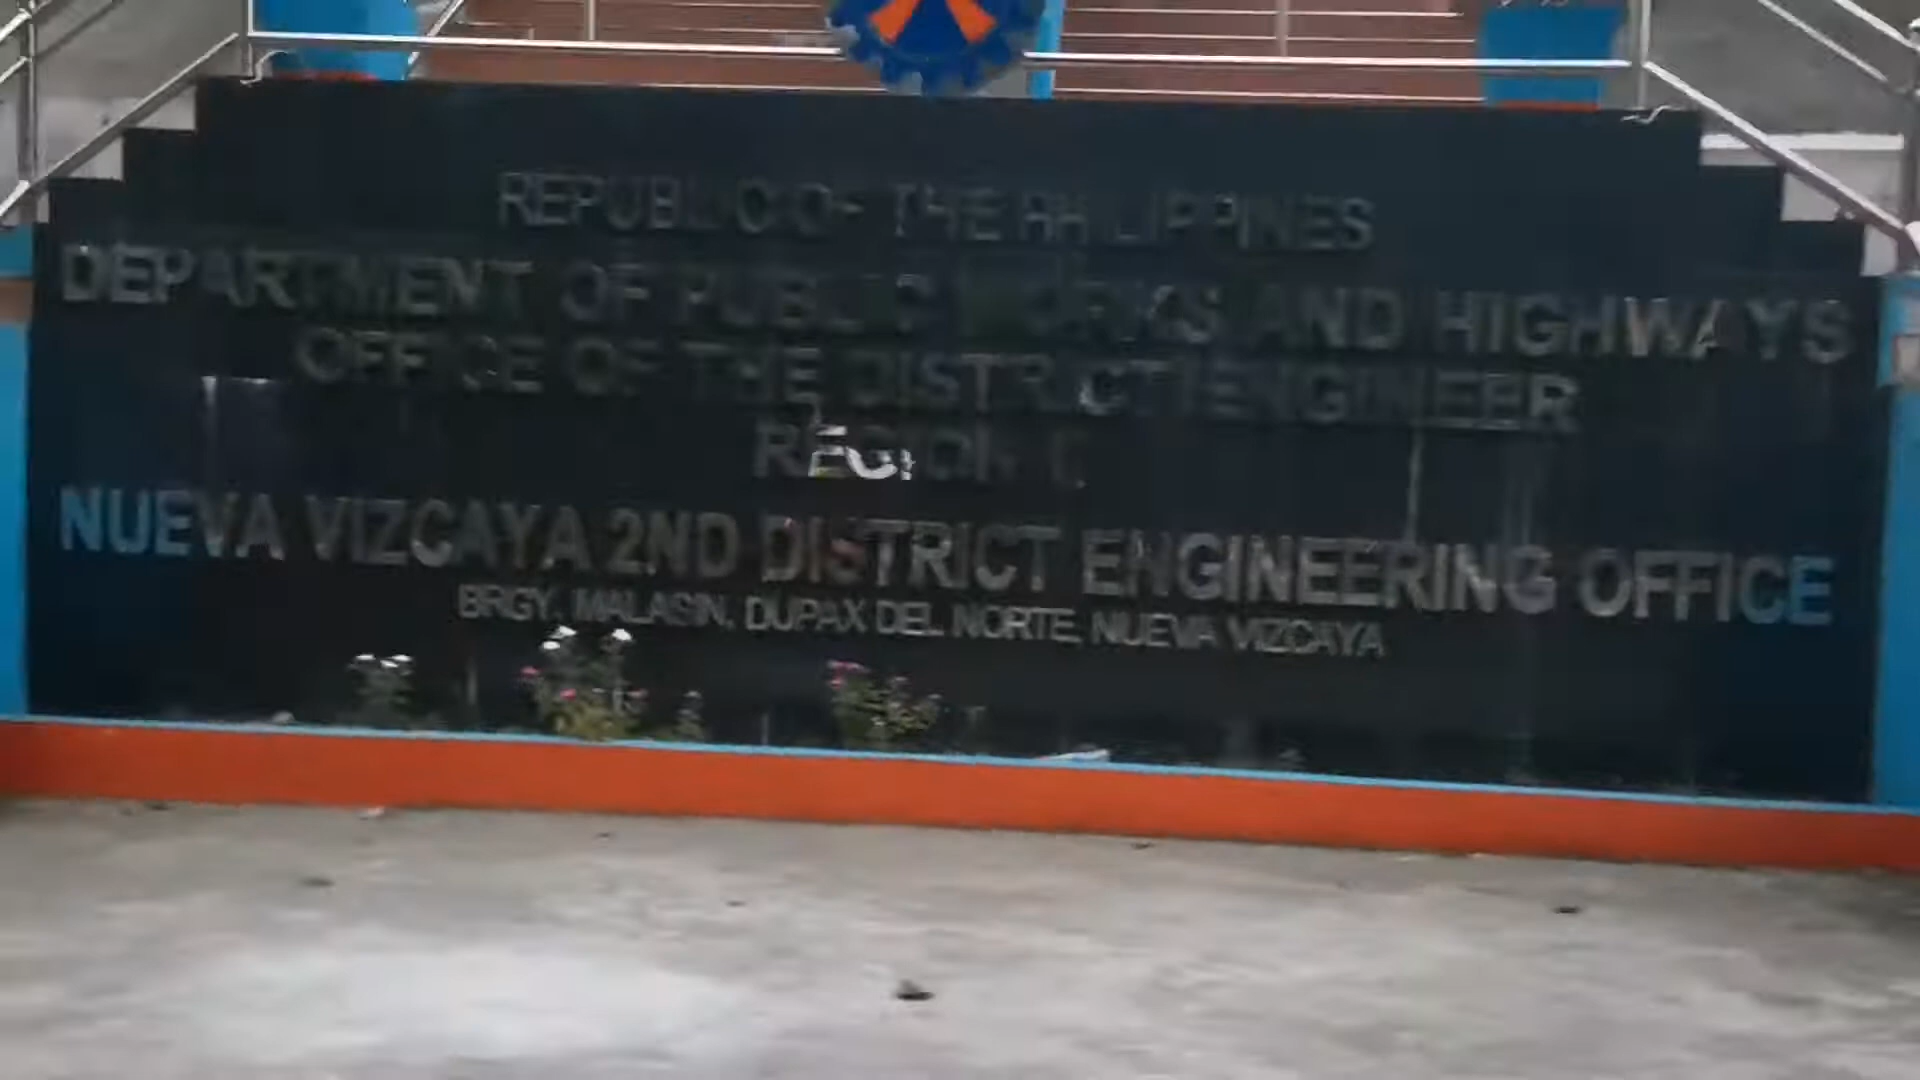 REPUBLIC OF THE PHILIPPINES
DEPARTMENT OF PUBLIC WORKS AND HIGHWAYS
OFFICE OF THE DISTRICT ENGINEER
REGION
NUEVA VIZCAYA 2ND DISTRICT ENGINEERING OFFICE
BRGY. MALASIN, DUPAX DEL NORTE, NUEVA VIZCAYA